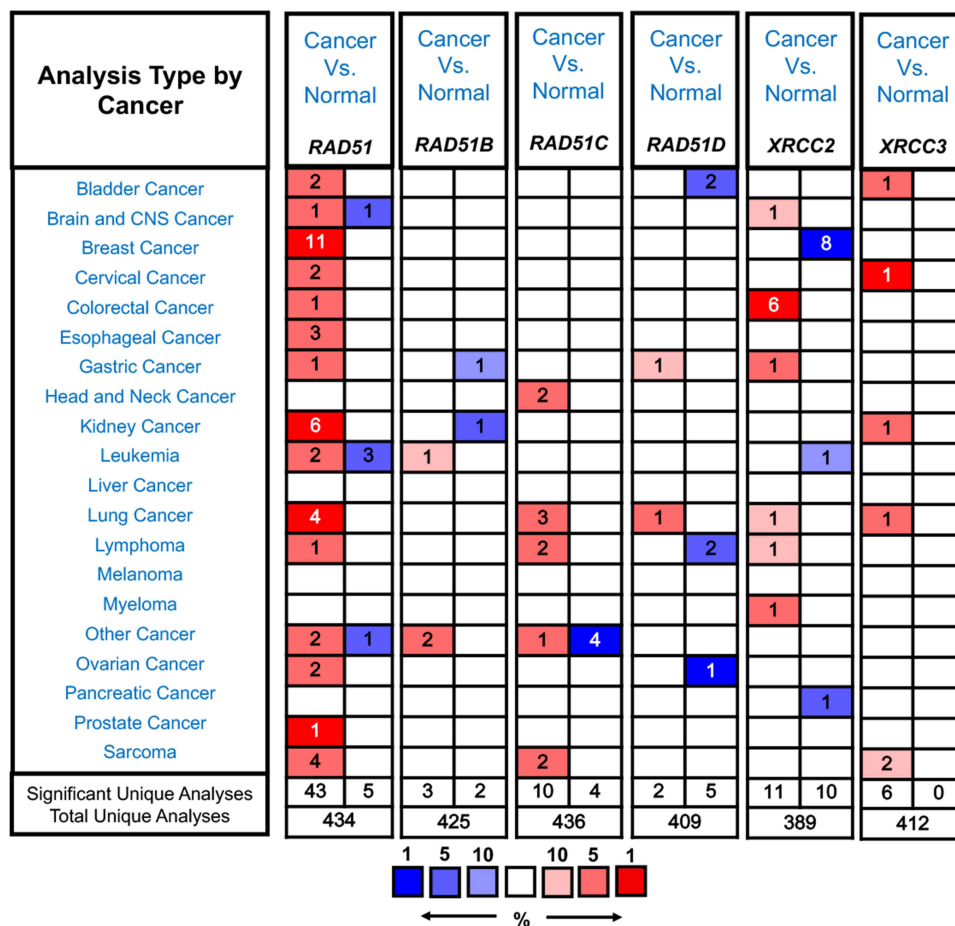 Analysis Type by Cancer
Cancer Vs. Normal RAD51
Cancer Vs. Normal RAD51B
Cancer Vs. Normal RAD51C
Cancer Vs. Normal RAD51D
Cancer Vs. Normal XRCC2
Cancer Vs. Normal XRCC3
Bladder Cancer 2 2 1
Brain and CNS Cancer 1 1 1
Breast Cancer 11 8
Cervical Cancer 2 1
Colorectal Cancer 1 6
Esophageal Cancer 3
Gastric Cancer 1 1 1 1
Head and Neck Cancer 2
Kidney Cancer 6 1 1
Leukemia 2 3 1 1
Liver Cancer
Lung Cancer 4 3 1 1 1
Lymphoma 1 2 2 1
Melanoma
Myeloma 1
Other Cancer 2 1 2 1 4
Ovarian Cancer 2 1
Pancreatic Cancer 1
Prostate Cancer 1
Sarcoma 4 2 2
Significant Unique Analyses 43 5 3 2 10 4 2 5 11 10 6 0
Total Unique Analyses 434 425 436 409 389 412
1 5 10 10 5 1
%